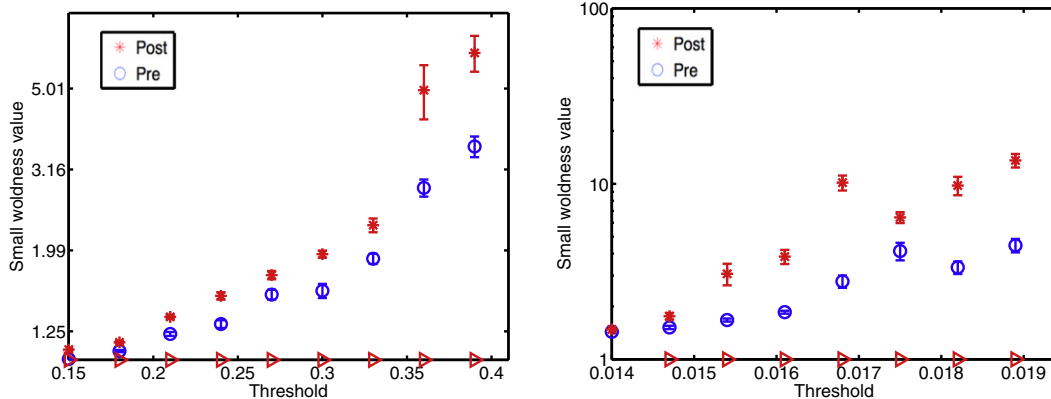 Post
Pre
5.01
3.16
1.99
1.25
Small woldness value
0.15
0.2
0.25
0.3
0.35
0.4
Threshold
Post
Pre
100
10
1
Small woldness value
0.014
0.015
0.016
0.017
0.018
0.019
Threshold